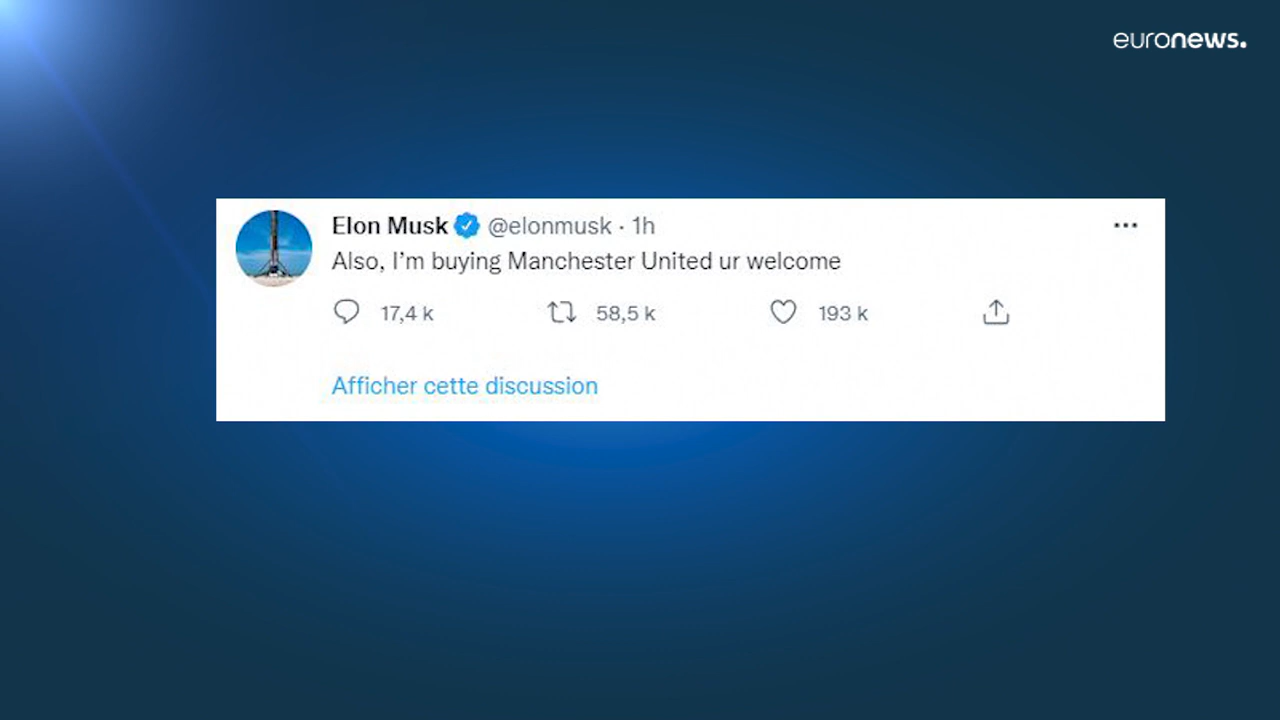 euronews.
Elon Musk @elonmusk · 1h
Also, I'm buying Manchester United ur welcome
17,4 k 58,5 k 193 k
Afficher cette discussion